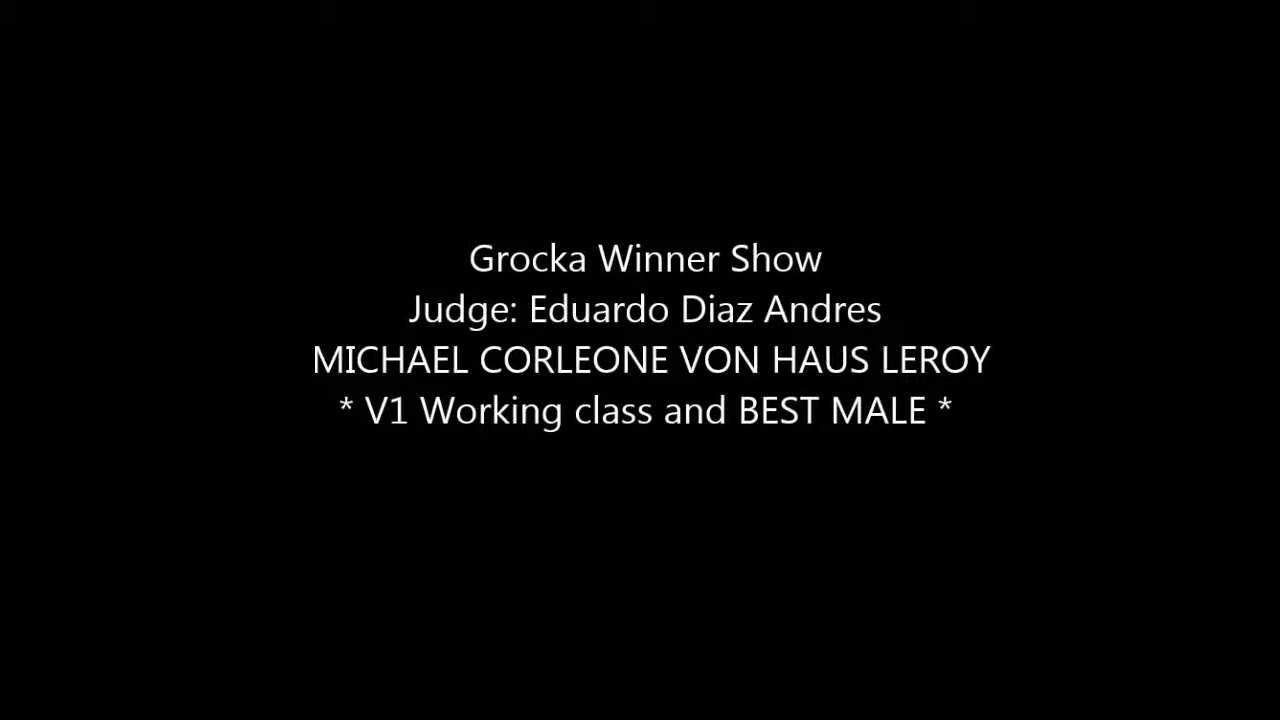 Grocka Winner Show
Judge: Eduardo Diaz Andres
MICHAEL CORLEONE VON HAUS LEROY
* V1 Working class and BEST MALE *